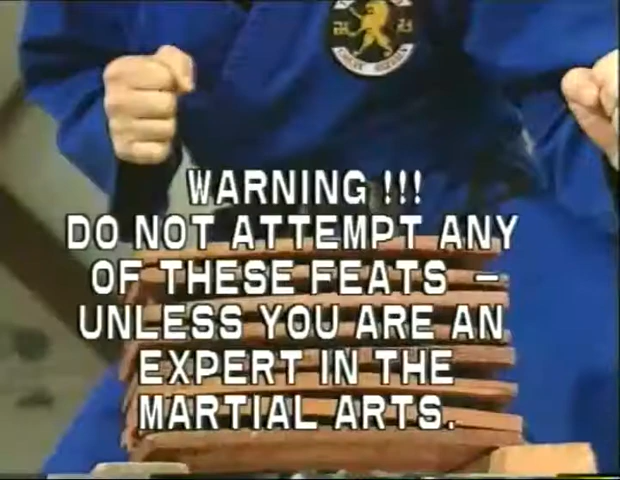 WARNING !!!
DO NOT ATTEMPT ANY
OF THESE FEATS –
UNLESS YOU ARE AN
EXPERT IN THE
MARTIAL ARTS.